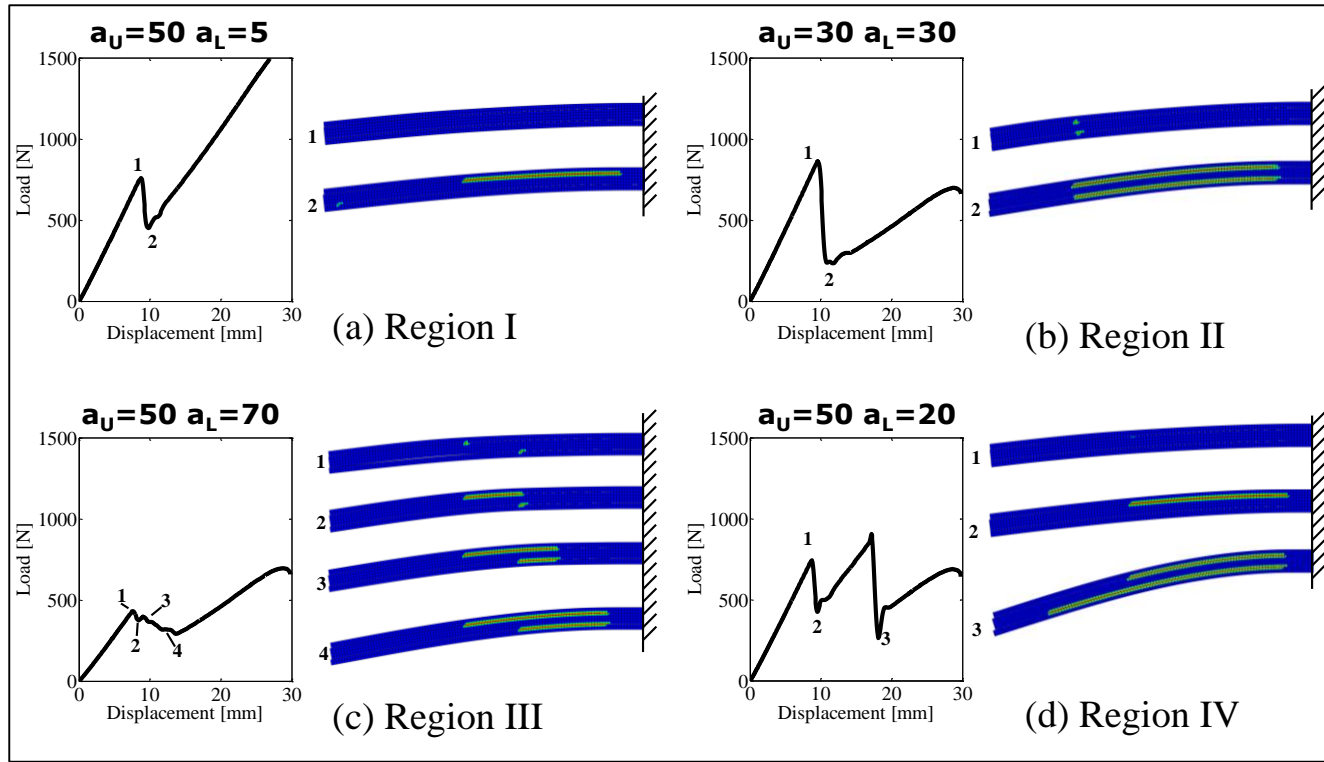 a_U=50 a_L=5
1500
1000
500
0
0 10 20 30
Load [N]
Displacement [mm]
1
2
1
2
(a) Region I
a_U=30 a_L=30
1500
1000
500
0
0 10 20 30
Load [N]
Displacement [mm]
1
2
1
2
(b) Region II
a_U=50 a_L=70
1500
1000
500
0
0 10 20 30
Load [N]
Displacement [mm]
1
3
2
4
1
2
3
4
(c) Region III
a_U=50 a_L=20
1500
1000
500
0
0 10 20 30
Load [N]
Displacement [mm]
1
2
3
1
2
3
(d) Region IV